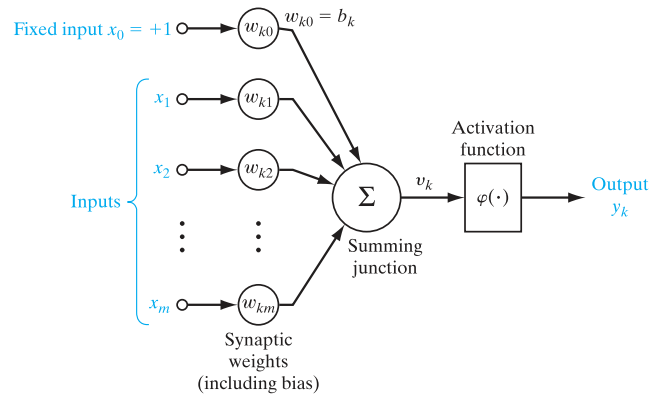 Fixed input x₀ = +1
wₖ₀
wₖ₀ = bₖ
x₁
wₖ₁
Activation
function
x₂
wₖ₂
Inputs
Σ
vₖ
φ(·)
Output
yₖ
Summing
junction
xₘ
wₖₘ
Synaptic
weights
(including bias)